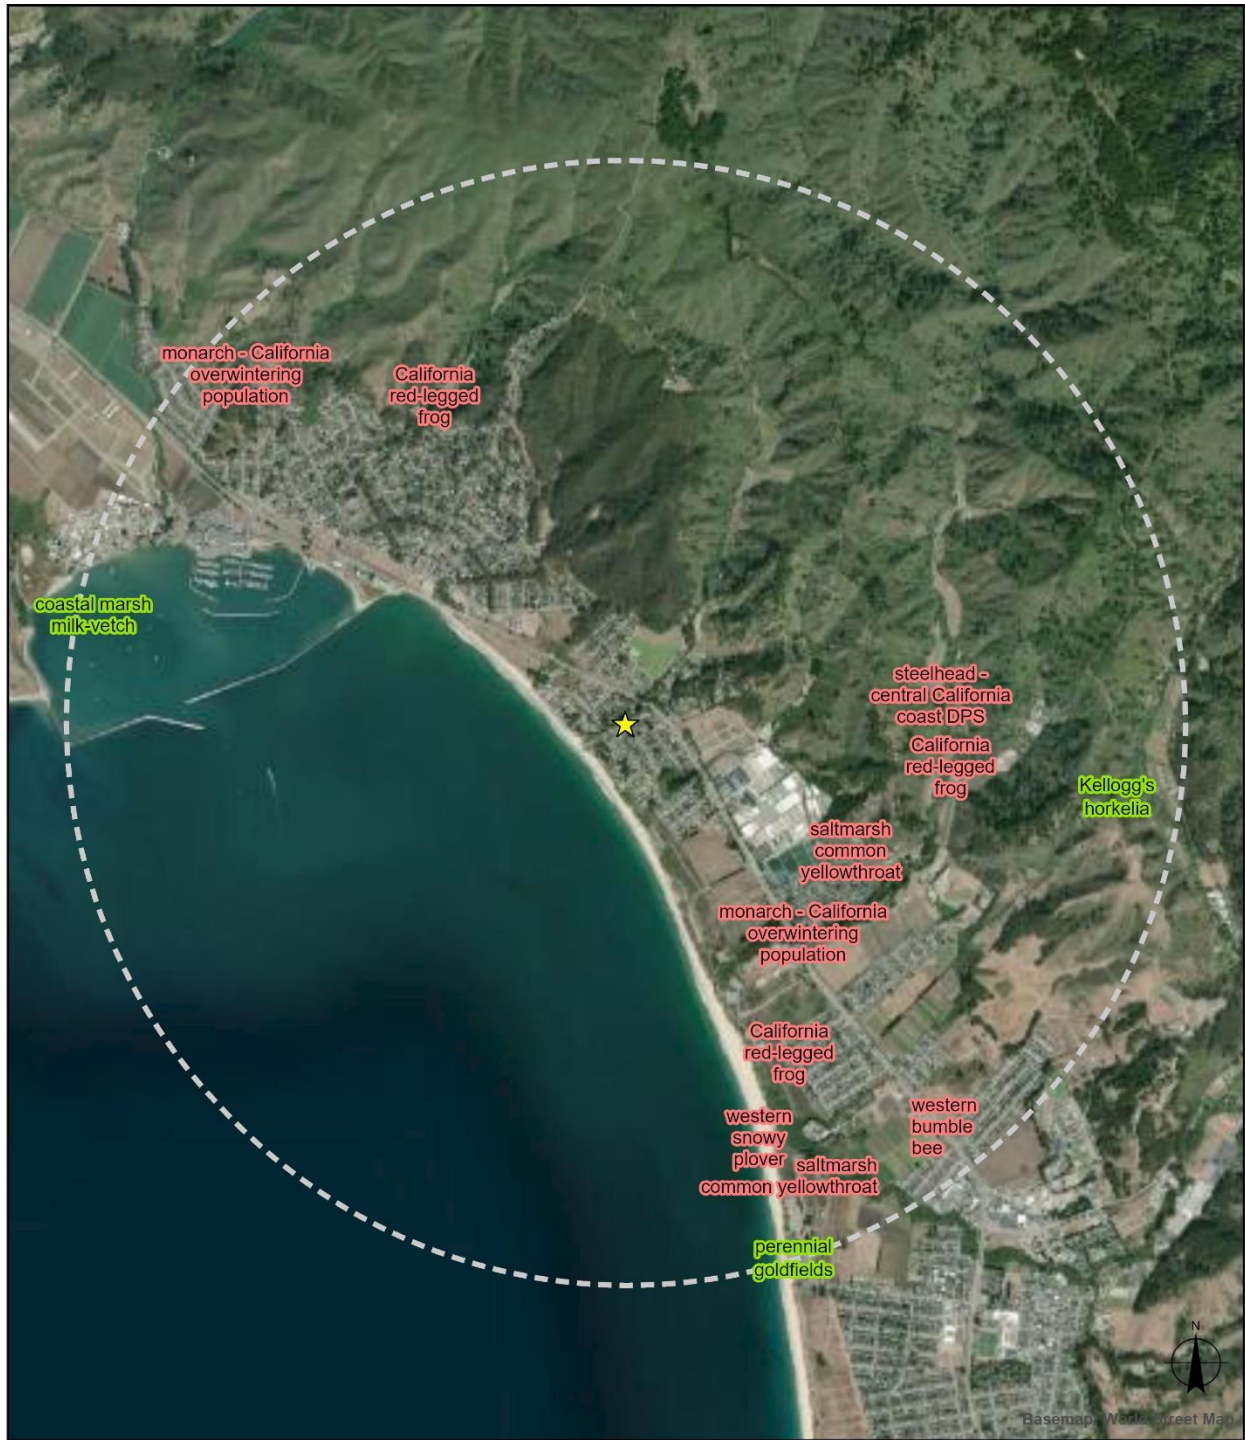 monarch - California
overwintering
population
California
red-legged
frog
coastal marsh
milk-vetch
steelhead -
central California
coast DPS
California
red-legged
frog
Kellogg's
horkelia
saltmarsh
common
yellowthroat
monarch - California
overwintering
population
California
red-legged
frog
western
bumble
bee
western
snowy
plover
saltmarsh
common yellowthroat
perennial
goldfields
N
Basemap: World Street Map